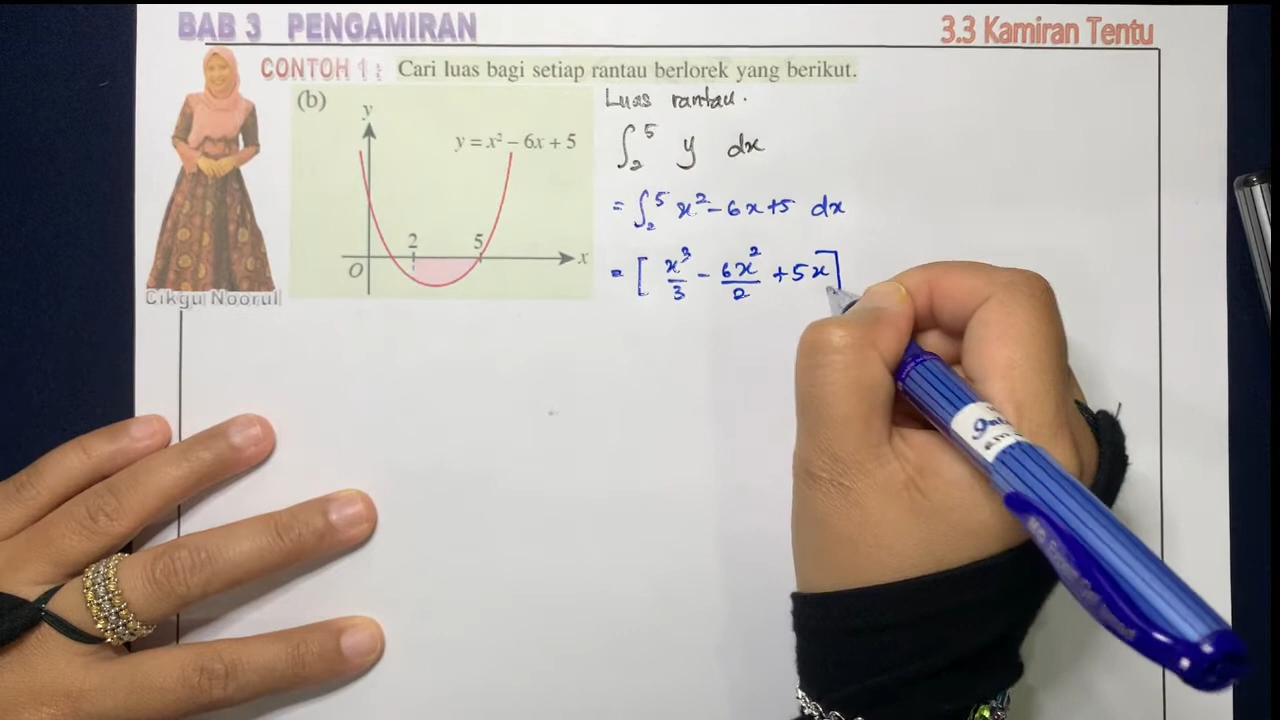 BAB 3 PENGAMIRAN
3.3 Kamiran Tentu
CONTOH 1 : Cari luas bagi setiap rantau berlorek yang berikut.
(b)
y
y = x² – 6x + 5
2
5
O
x
Cikgu Noorul
Luas rantau.
∫₂⁵ y dx
= ∫₂⁵ x² – 6x + 5 dx
= [ x³/3 – 6x²/2 + 5x ]